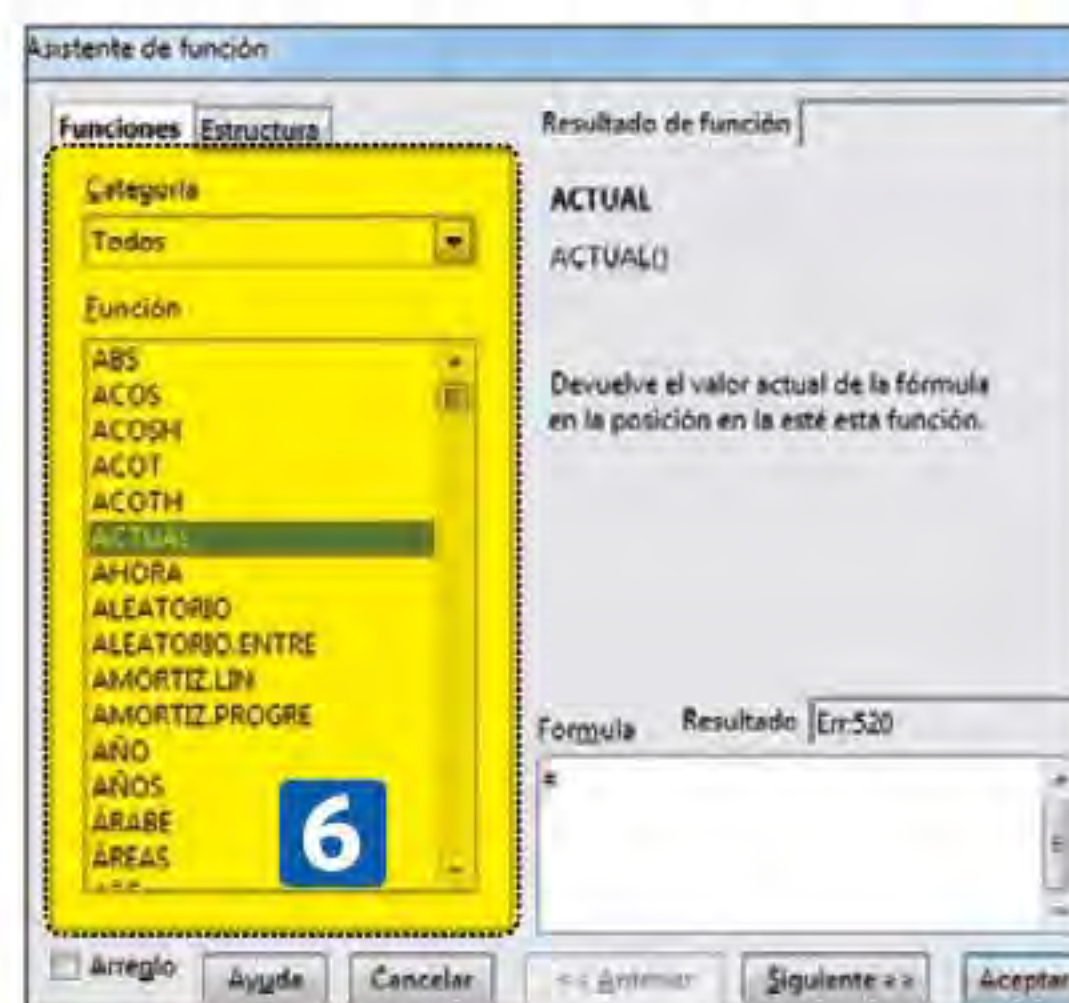 Asistente de función
Funciones Estructura
Categoría
Todos
Función
ABS
ACOS
ACOSH
ACOT
ACOTH
ACTUAL
AHORA
ALEATORIO
ALEATORIO.ENTRE
AMORTIZ.LIN
AMORTIZ.PROGRE
AÑO
AÑOS
ÁRABE
ÁREAS
6
Arreglo
Ayuda
Cancelar
Resultado de función
ACTUAL
ACTUAL()
Devuelve el valor actual de la fórmula
en la posición en la esté esta función.
Formula
Resultado Err:520
=
<< Anterior
Siguiente >>
Aceptar